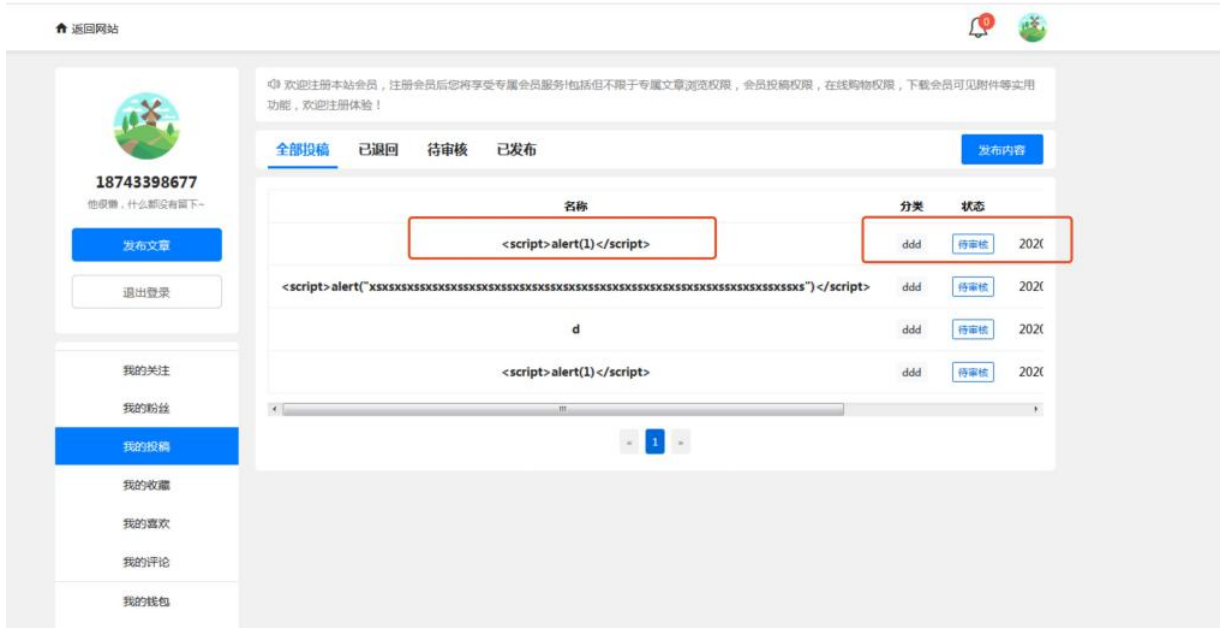 返回网站
0
欢迎注册本站会员，注册会员后您将享受专属会员服务!包括但不限于专属文章浏览权限，会员投稿权限，在线购物权限，下载会员可见附件等实用
功能，欢迎注册体验！
全部投稿 已退回 待审核 已发布 发布内容
18743398677
他很懒，什么都没有留下~
发布文章
退出登录
我的关注
我的粉丝
我的投稿
我的收藏
我的喜欢
我的评论
我的钱包
名称 分类 状态
<script>alert(1)</script> ddd 待审核 202
ddd 待审核 202
d ddd 待审核 202
<script>alert(1)</script> ddd 待审核 202
« 1 »